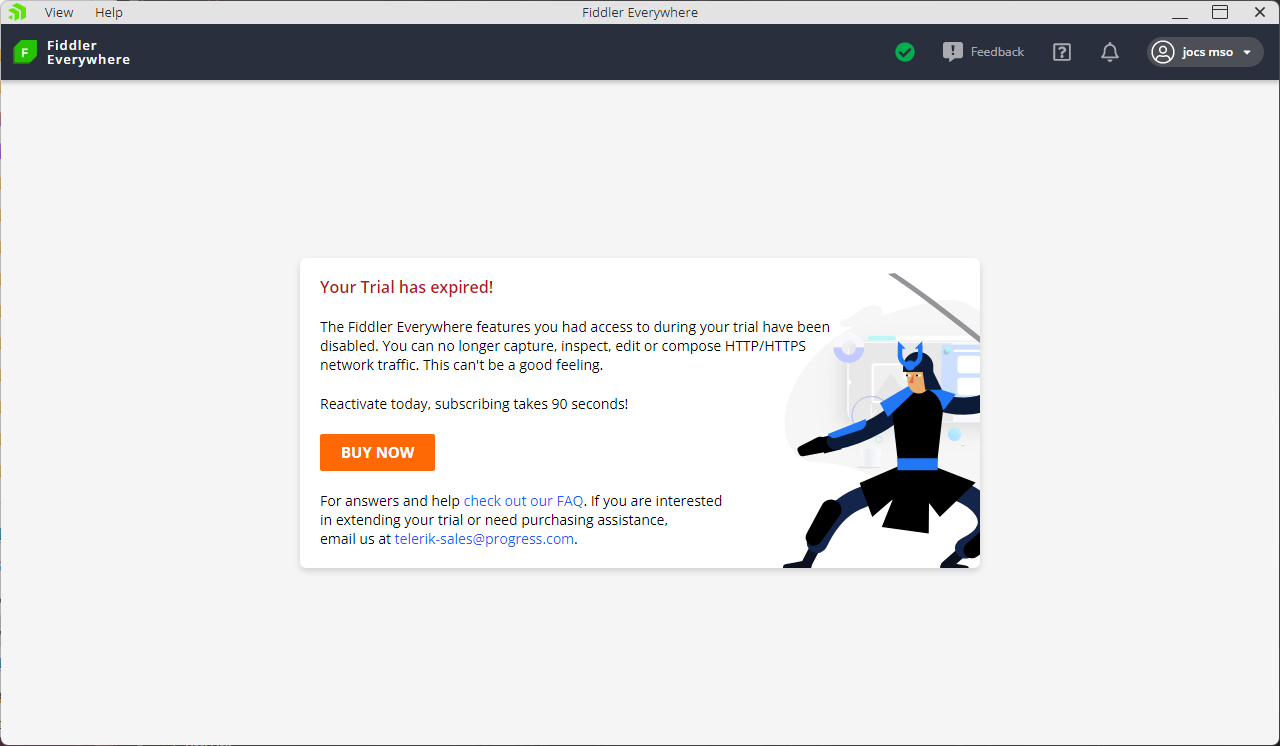 View Help Fiddler Everywhere
F Fiddler
Everywhere
Feedback jocs mso
Your Trial has expired!
The Fiddler Everywhere features you had access to during your trial have been
disabled. You can no longer capture, inspect, edit or compose HTTP/HTTPS
network traffic. This can't be a good feeling.
Reactivate today, subscribing takes 90 seconds!
BUY NOW
For answers and help check out our FAQ. If you are interested
in extending your trial or need purchasing assistance,
email us at telerik-sales@progress.com.